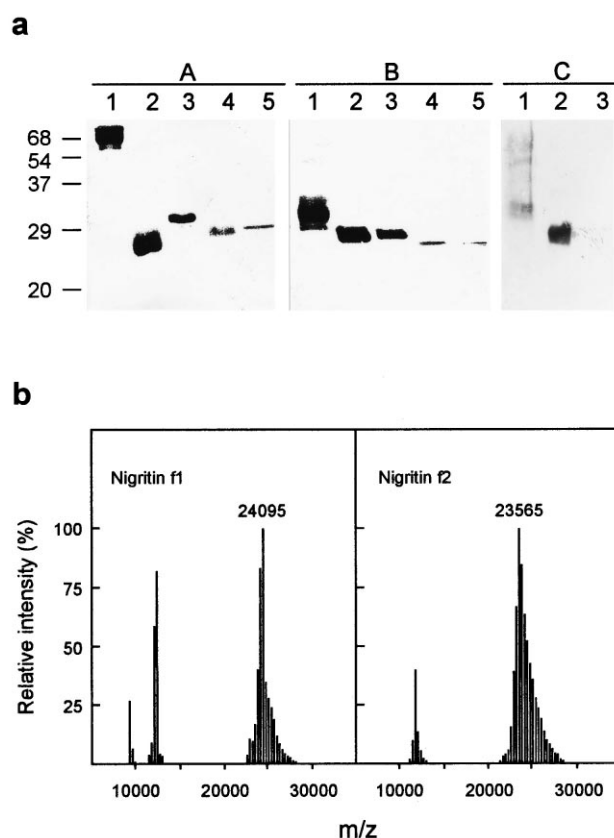 a
A B C
1 2 3 4 5 1 2 3 4 5 1 2 3
68
54
37
29
20
b
Nigritin f1 Nigritin f2
24095 23565
100
75
50
25
Relative intensity (%)
10000 20000 30000 10000 20000 30000
m/z